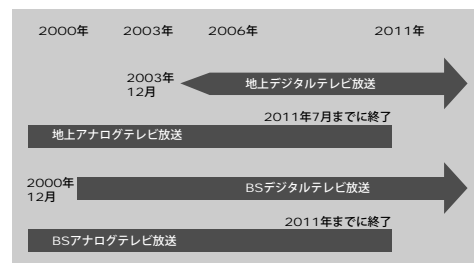 2000年 2003年 2006年 2011年
2003年
12月
地上デジタルテレビ放送
2011年7月までに終了
地上アナログテレビ放送
2000年
12月
BSデジタルテレビ放送
2011年までに終了
BSアナログテレビ放送